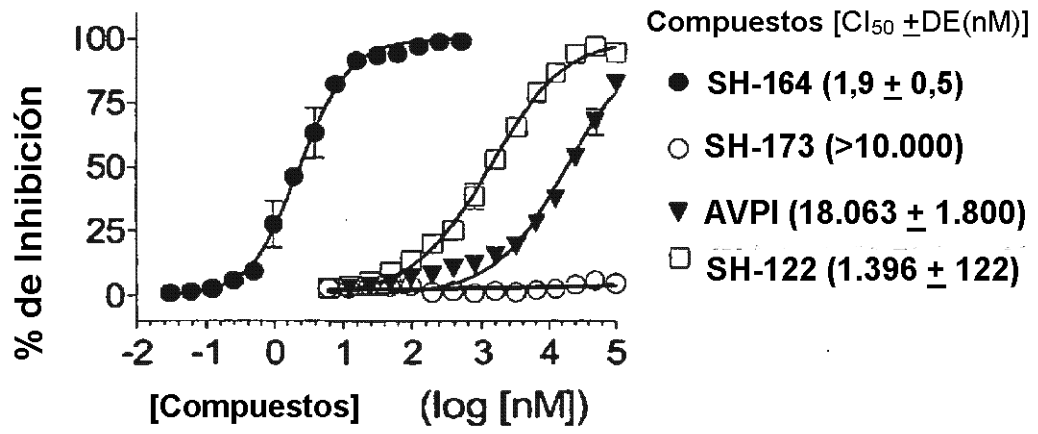 100
75
50
25
0
% de Inhibición
-2 -1 0 1 2 3 4 5
[Compuestos] (log [nM])
Compuestos [CI₅₀ ±DE(nM)]
SH-164 (1,9 ± 0,5)
SH-173 (>10.000)
AVPI (18.063 ± 1.800)
SH-122 (1.396 ± 122)